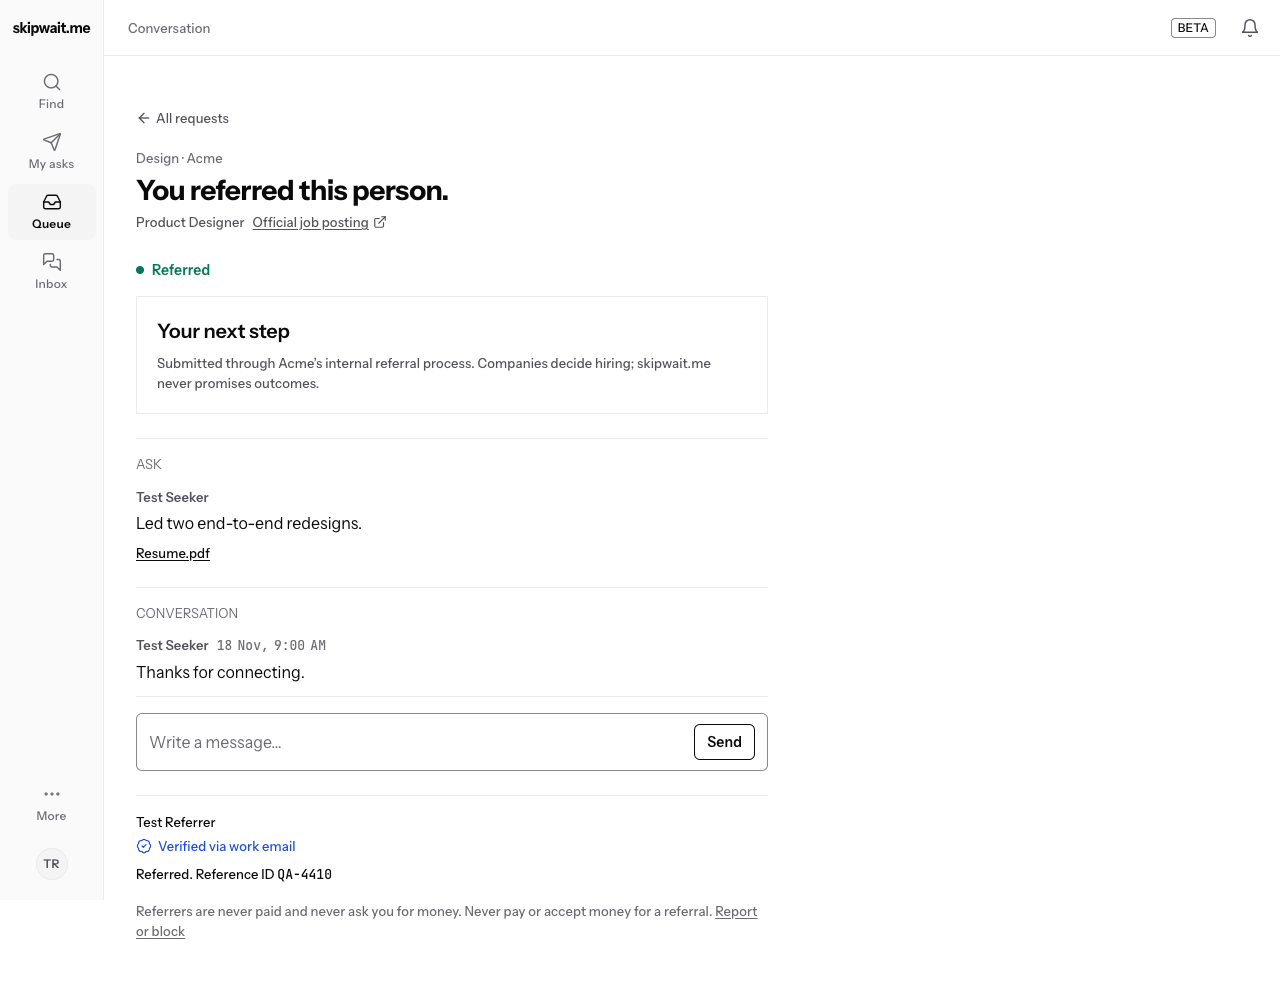 skipwait.me
Conversation
BETA
Find
My asks
Queue
Inbox
More
TR
All requests
Design · Acme
You referred this person.
Product Designer Official job posting
Referred
Your next step
Submitted through Acme's internal referral process. Companies decide hiring; skipwait.me
never promises outcomes.
ASK
Test Seeker
Led two end-to-end redesigns.
Resume.pdf
CONVERSATION
Test Seeker 18 Nov, 9:00 AM
Thanks for connecting.
Write a message...
Send
Test Referrer
Verified via work email
Referred. Reference ID QA-4410
Referrers are never paid and never ask you for money. Never pay or accept money for a referral. Report
or block